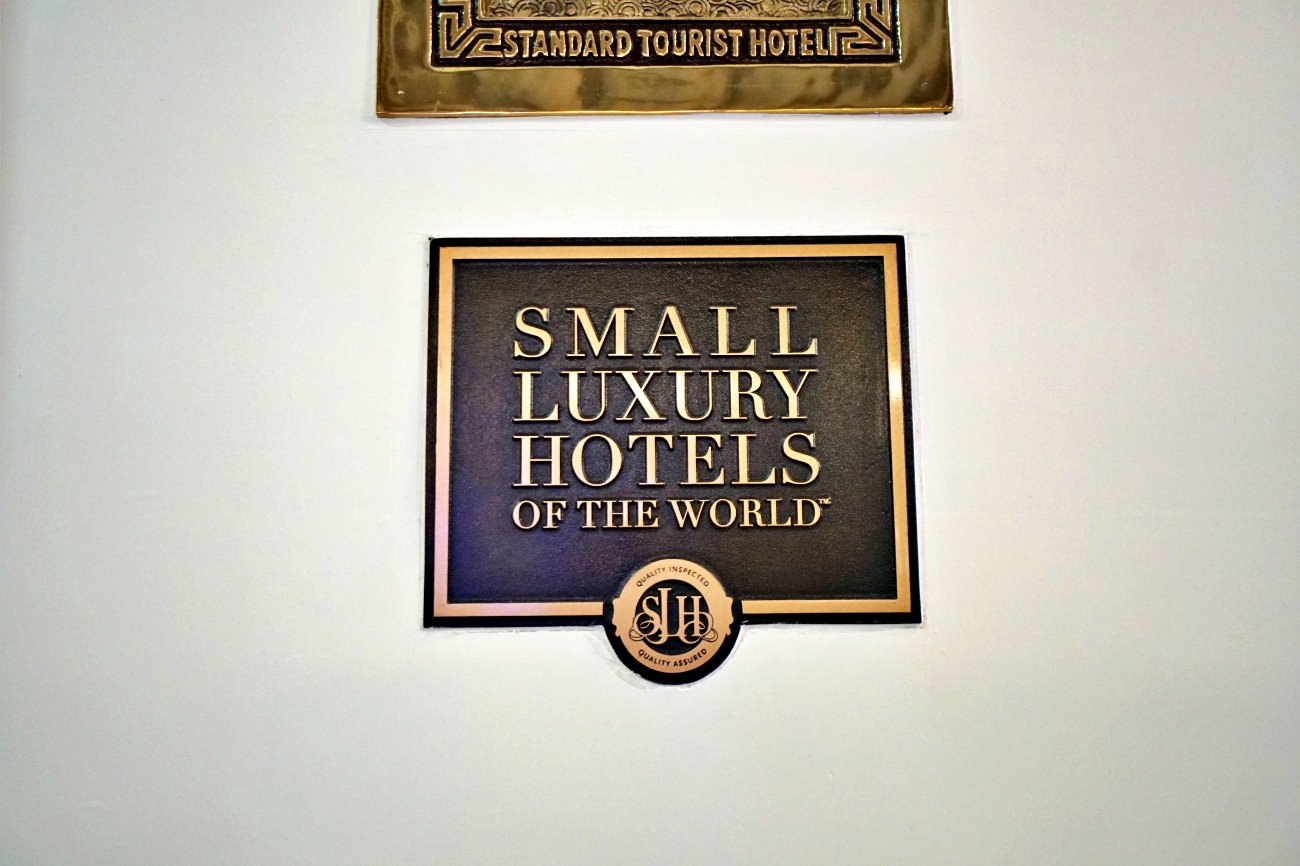 STANDARD TOURIST HOTEL
SMALL
LUXURY
HOTELS
OF THE WORLD™
QUALITY INSPECTED
SLH
QUALITY ASSURED